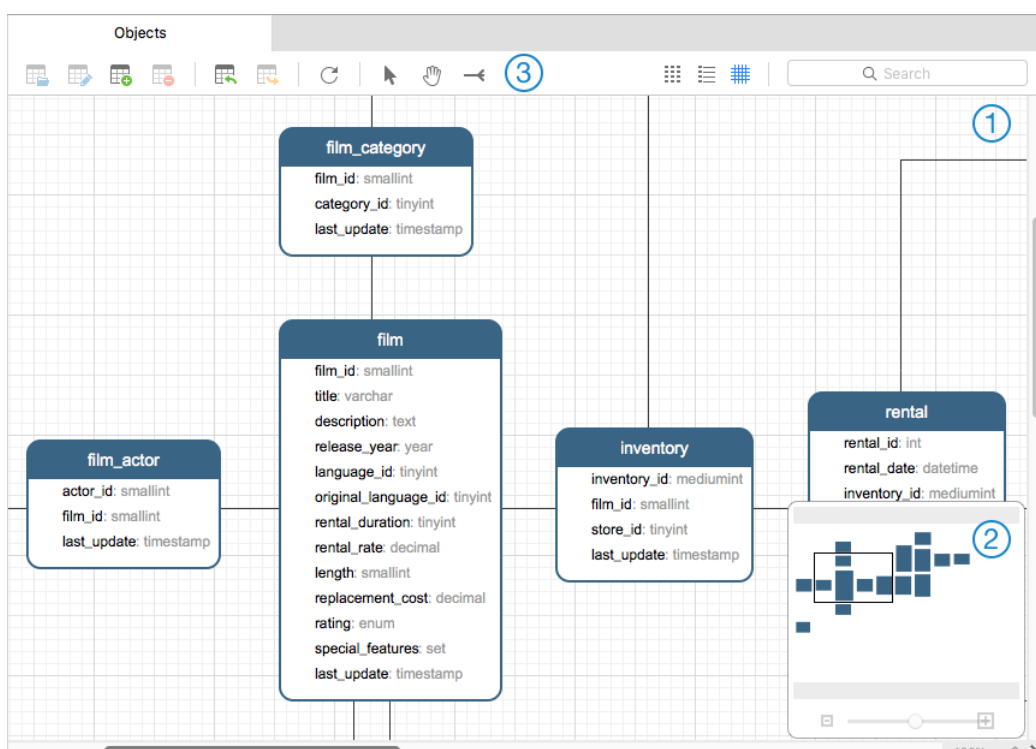 Objects
3
Search
1
film_category
film_id: smallint
category_id: tinyint
last_update: timestamp
film
film_id: smallint
title: varchar
description: text
release_year: year
language_id: tinyint
original_language_id: tinyint
rental_duration: tinyint
rental_rate: decimal
length: smallint
replacement_cost: decimal
rating: enum
special_features: set
last_update: timestamp
film_actor
actor_id: smallint
film_id: smallint
last_update: timestamp
inventory
inventory_id: mediumint
film_id: smallint
store_id: tinyint
last_update: timestamp
rental
rental_id: int
rental_date: datetime
inventory_id: mediumint
2